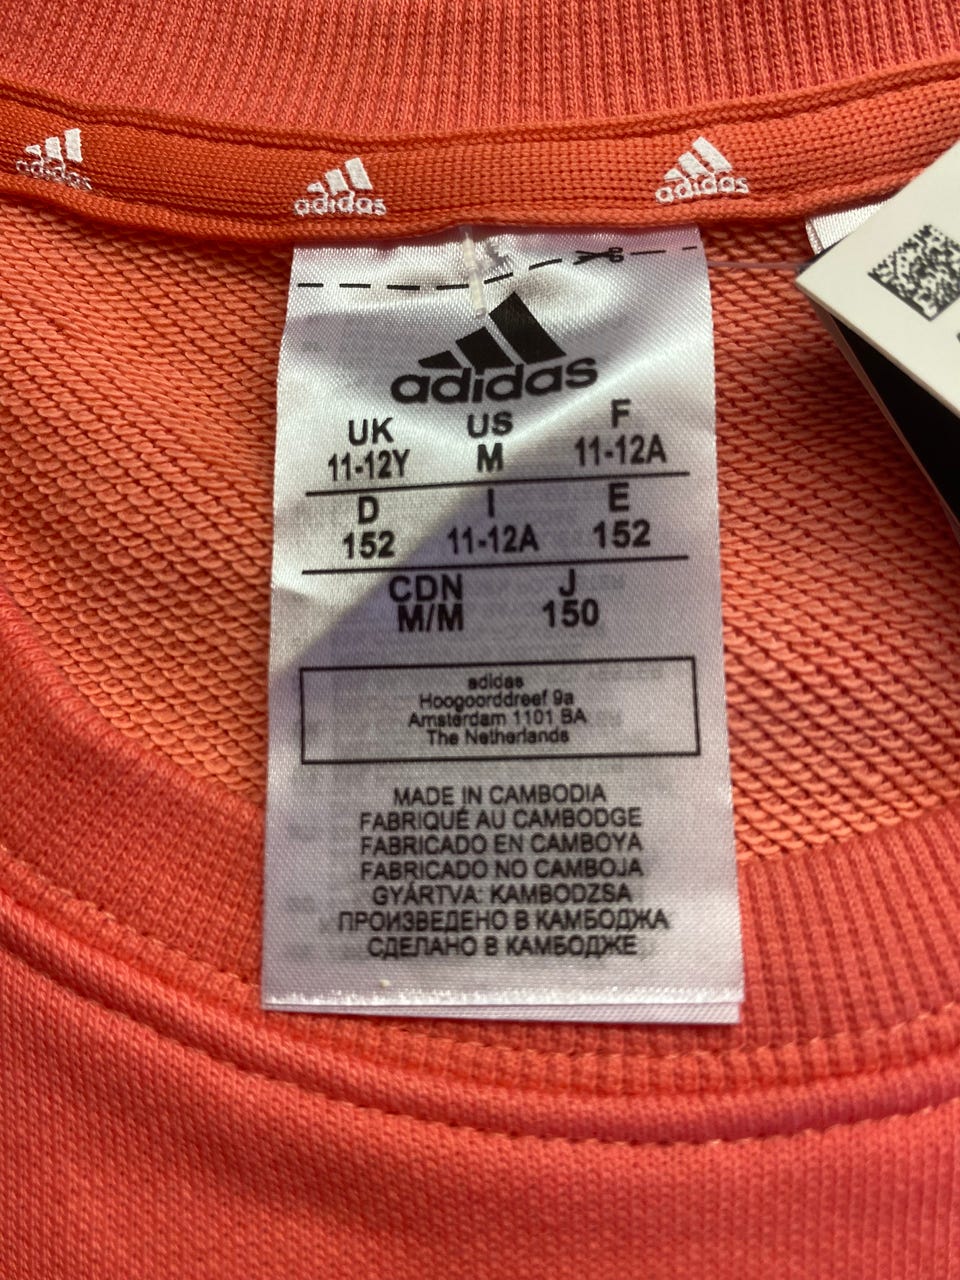 adidas
adidas
adidas
adidas
UK US F
11-12Y M 11-12A
D I E
152 11-12A 152
CDN J
M/M 150
adidas
Hoogoorddreef 9a
Amsterdam 1101 BA
The Netherlands
MADE IN CAMBODIA
FABRIQUÉ AU CAMBODGE
FABRICADO EN CAMBOYA
FABRICADO NO CAMBOJA
GYÁRTVA: KAMBODZSA
ПРОИЗВЕДЕНО В КАМБОДЖА
СДЕЛАНО В КАМБОДЖЕ